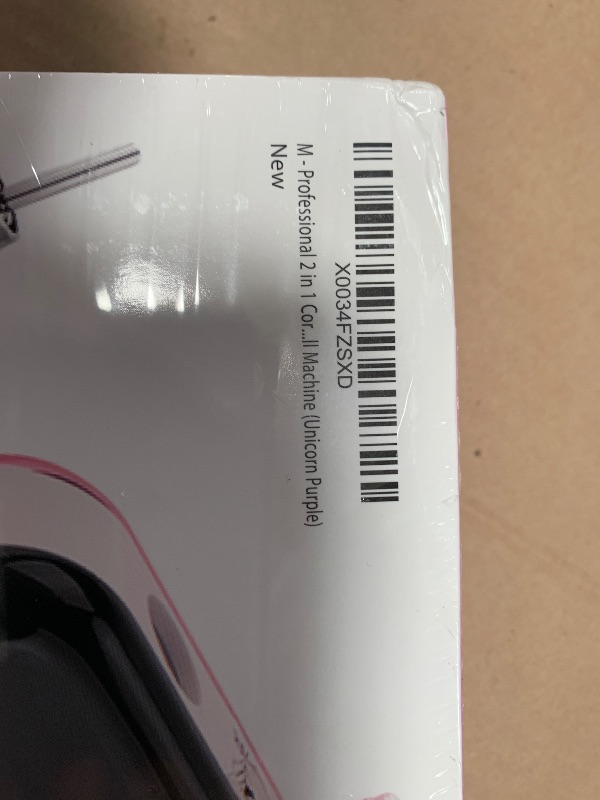 X0034FZSXD
M - Professional 2 in 1 Cor...ll Machine (Unicorn Purple)
New